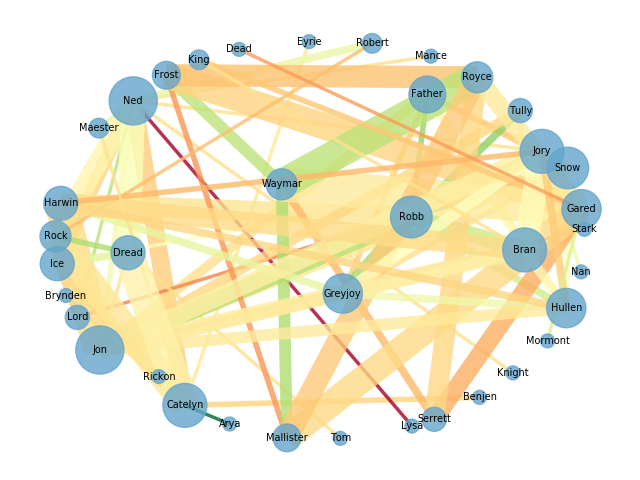 Eyrie
Robert
Dead
Mance
King
Frost
Royce
Father
Ned
Tully
Maester
Jory
Snow
Waymar
Harwin
Gared
Robb
Stark
Rock
Bran
Dread
Ice
Nan
Greyjoy
Brynden
Hullen
Lord
Mormont
Jon
Knight
Rickon
Benjen
Catelyn
Serrett
Arya
Lysa
Mallister
Tom